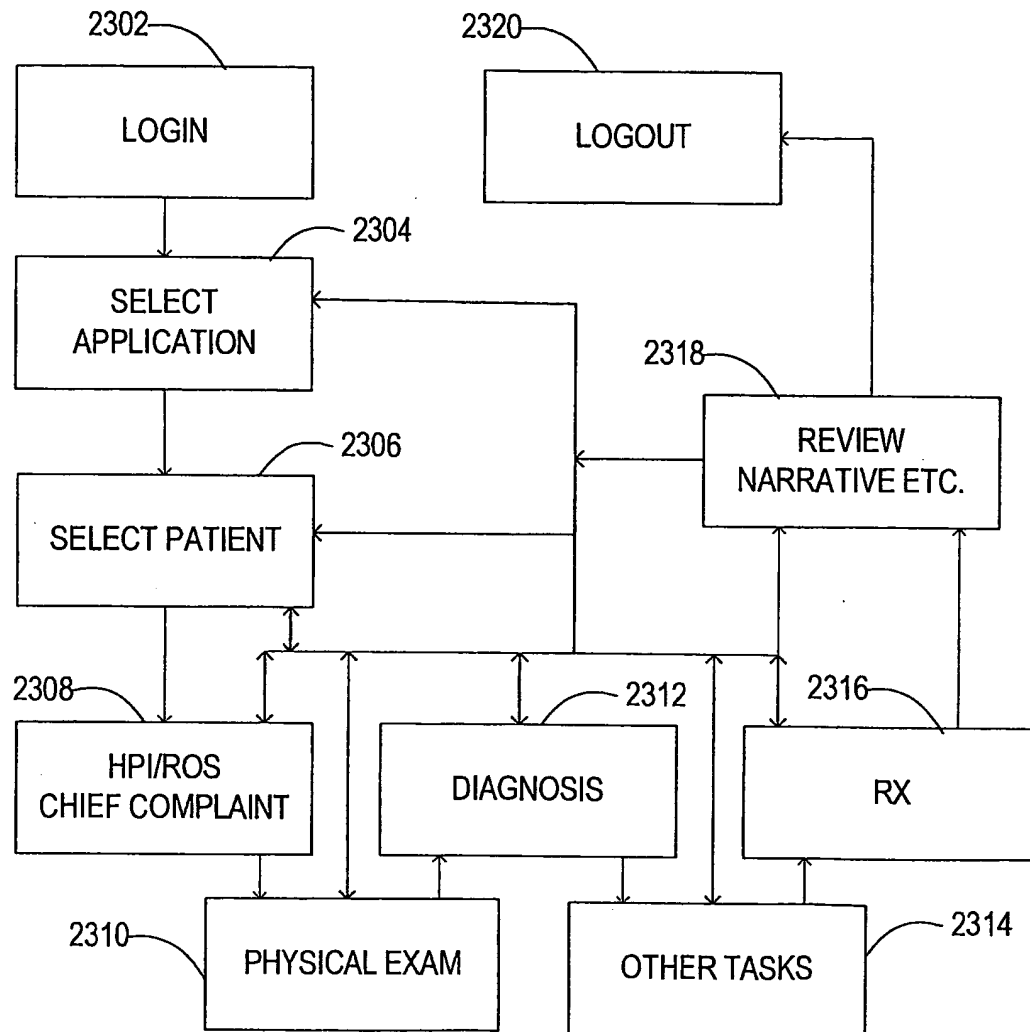 2302
LOGIN
2320
LOGOUT
2304
SELECT
APPLICATION
2318
REVIEW
NARRATIVE ETC.
2306
SELECT PATIENT
2308
HPI/ROS
CHIEF COMPLAINT
2312
DIAGNOSIS
2316
RX
2310
PHYSICAL EXAM
2314
OTHER TASKS